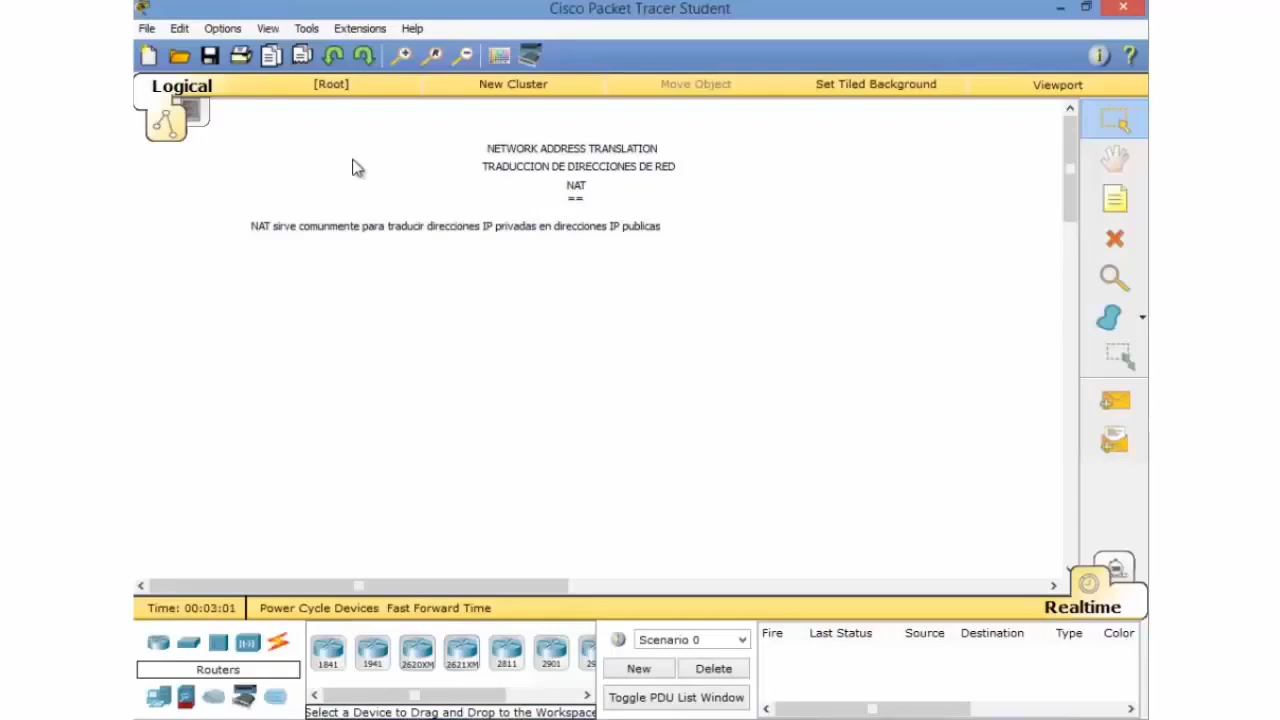 Cisco Packet Tracer Student
File Edit Options View Tools Extensions Help
Logical [Root] New Cluster Move Object Set Tiled Background Viewport
NETWORK ADDRESS TRANSLATION
TRADUCCION DE DIRECCIONES DE RED
NAT
==
NAT sirve comunmente para traducir direcciones IP privadas en direcciones IP publicas
Time: 00:03:01 Power Cycle Devices Fast Forward Time Realtime
Routers
1841 1941 2620XM 2621XM 2811 2901 29
Select a Device to Drag and Drop to the Workspace
Scenario 0
New Delete
Toggle PDU List Window
Fire Last Status Source Destination Type Color